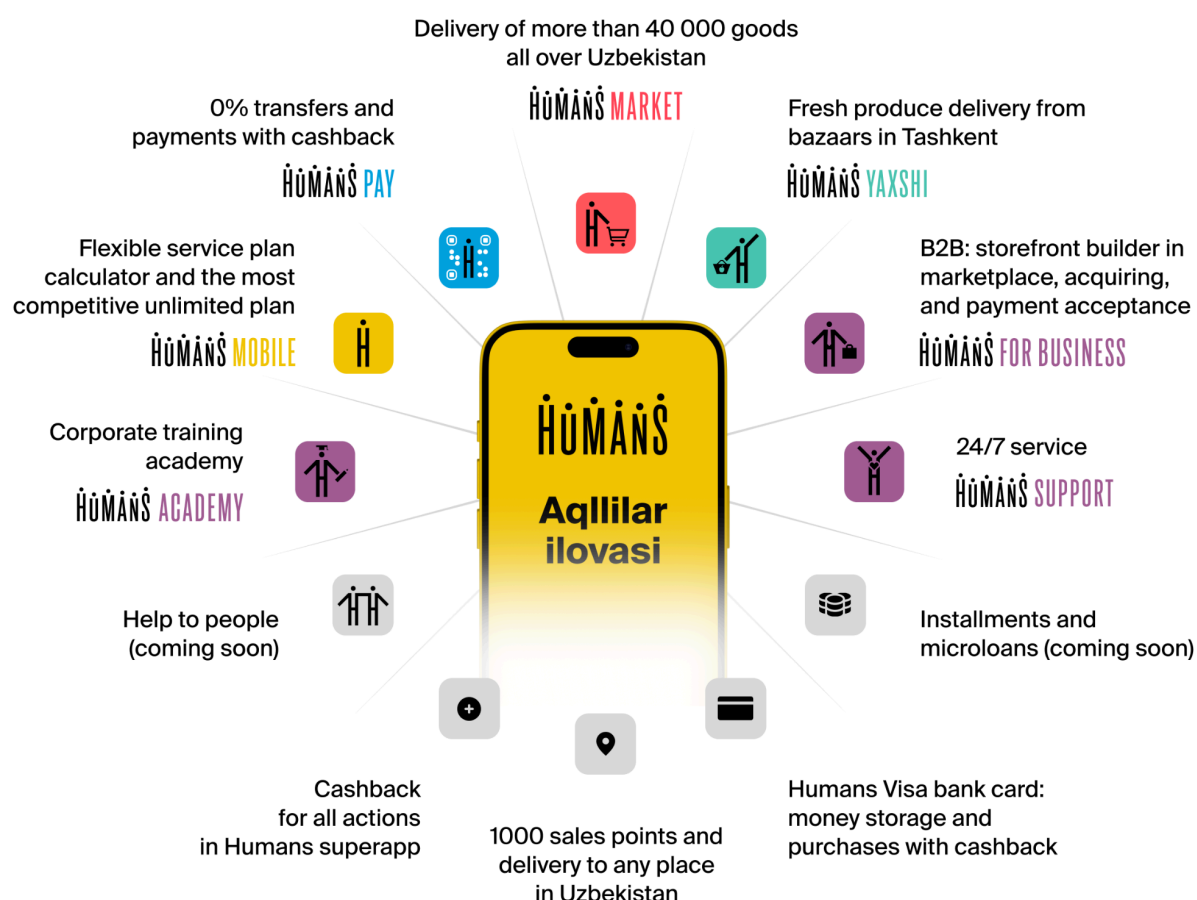 Delivery of more than 40 000 goods
all over Uzbekistan
HUMANS MARKET
0% transfers and
payments with cashback
HUMANS PAY
Fresh produce delivery from
bazaars in Tashkent
HUMANS YAXSHI
Flexible service plan
calculator and the most
competitive unlimited plan
HUMANS MOBILE
B2B: storefront builder in
marketplace, acquiring,
and payment acceptance
HUMANS FOR BUSINESS
HUMANS
Aqllilar
ilovasi
Corporate training
academy
HUMANS ACADEMY
24/7 service
HUMANS SUPPORT
Help to people
(coming soon)
Installments and
microloans (coming soon)
Cashback
for all actions
in Humans superapp
1000 sales points and
delivery to any place
in Uzbekistan
Humans Visa bank card:
money storage and
purchases with cashback